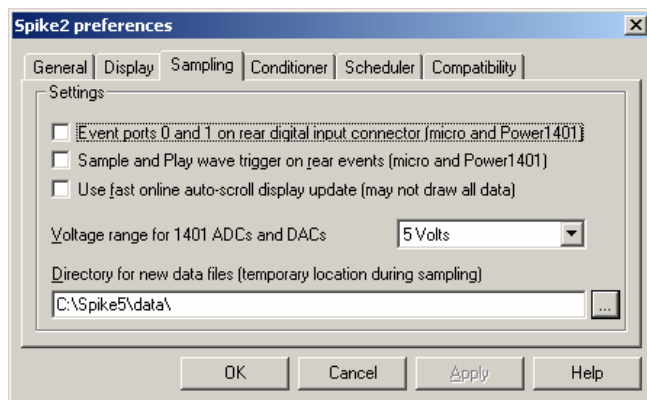 Spike2 preferences
General Display Sampling Conditioner Scheduler Compatibility
Settings
Event ports 0 and 1 on rear digital input connector (micro and Power1401)
Sample and Play wave trigger on rear events (micro and Power1401)
Use fast online auto-scroll display update (may not draw all data)
Voltage range for 1401 ADCs and DACs 5 Volts
Directory for new data files (temporary location during sampling)
C:\Spike5\data\ ...
OK Cancel Apply Help